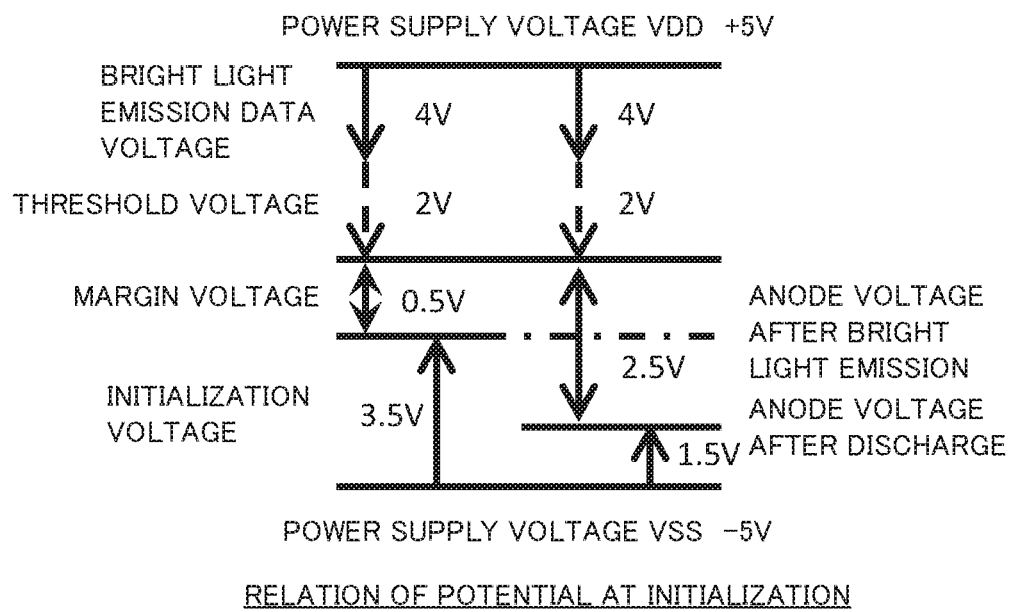 POWER SUPPLY VOLTAGE VDD +5V
BRIGHT LIGHT
EMISSION DATA
VOLTAGE
4V
4V
THRESHOLD VOLTAGE
2V
2V
MARGIN VOLTAGE
0.5V
ANODE VOLTAGE
AFTER BRIGHT
LIGHT EMISSION
2.5V
INITIALIZATION
VOLTAGE
3.5V
ANODE VOLTAGE
AFTER DISCHARGE
1.5V
POWER SUPPLY VOLTAGE VSS −5V
RELATION OF POTENTIAL AT INITIALIZATION